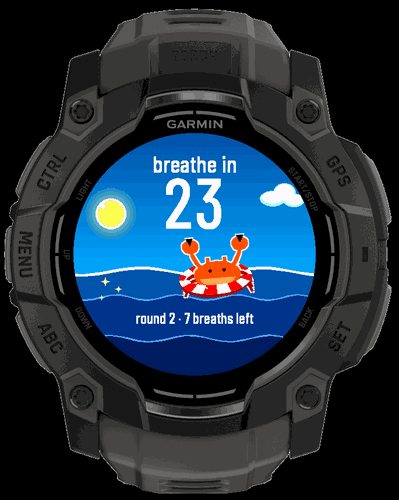 GARMIN
CTRL
LIGHT
GPS
START/STOP
MENU
UP
ABC
DOWN
SET
BACK
breathe in
23
round 2 · 7 breaths left